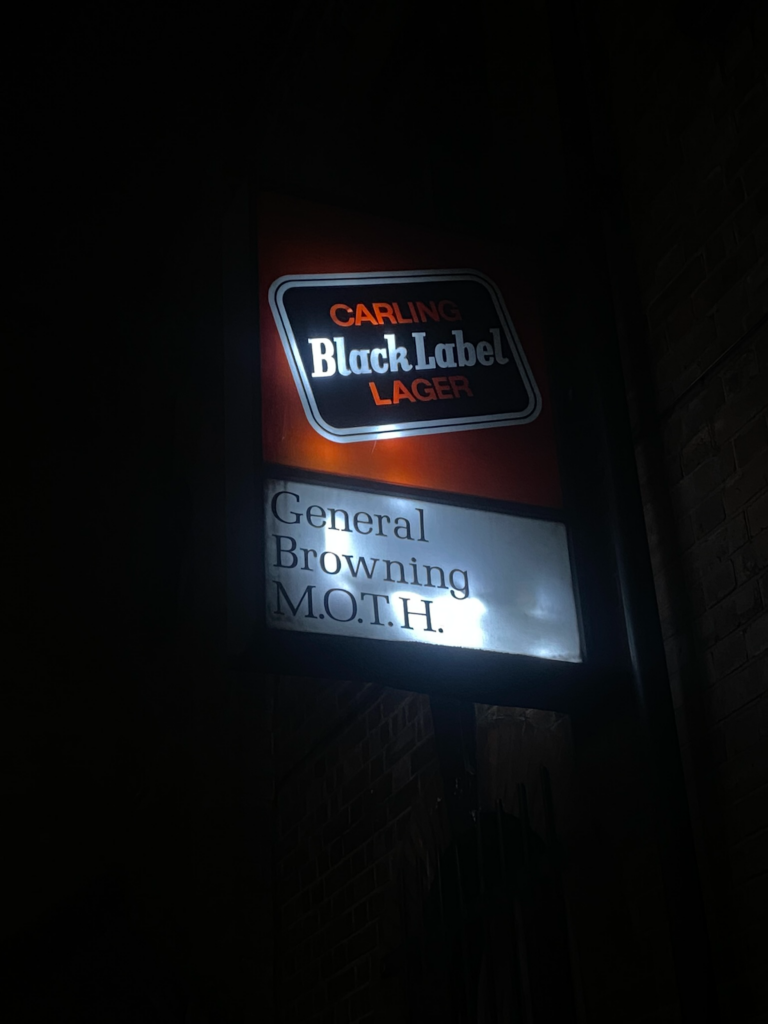 CARLING
Black Label
LAGER
General
Browning
M.O.T.H.